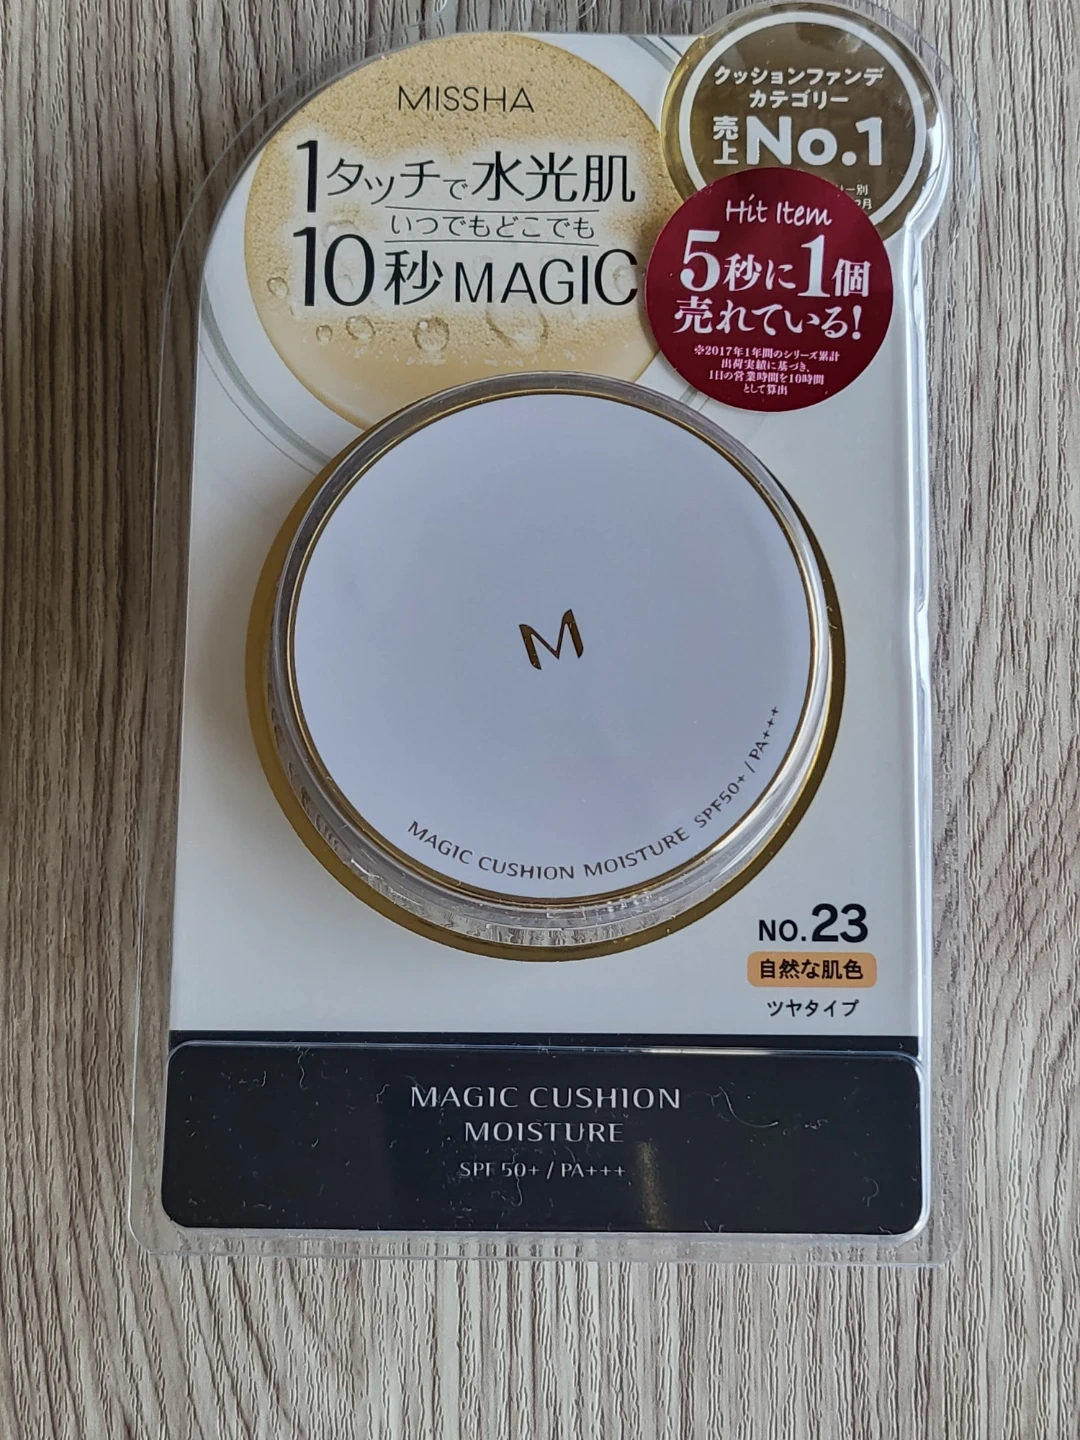 MISSHA
1タッチで水光肌
いつでもどこでも
10秒MAGIC
クッションファンデ
カテゴリー
売上No.1
Hit Item
5秒に1個
売れている!
※2017年1年間のシリーズ累計
出荷実績に基づき、
1日の営業時間を10時間
として算出
M
MAGIC CUSHION MOISTURE SPF50+ / PA+++
NO.23
自然な肌色
ツヤタイプ
MAGIC CUSHION
MOISTURE
SPF 50+ / PA+++